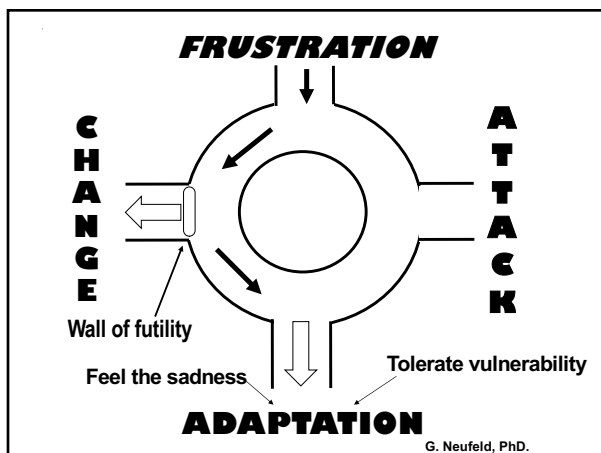 FRUSTRATION
CHANGE
ATTACK
Wall of futility
Feel the sadness
Tolerate vulnerability
ADAPTATION
G. Neufeld, PhD.